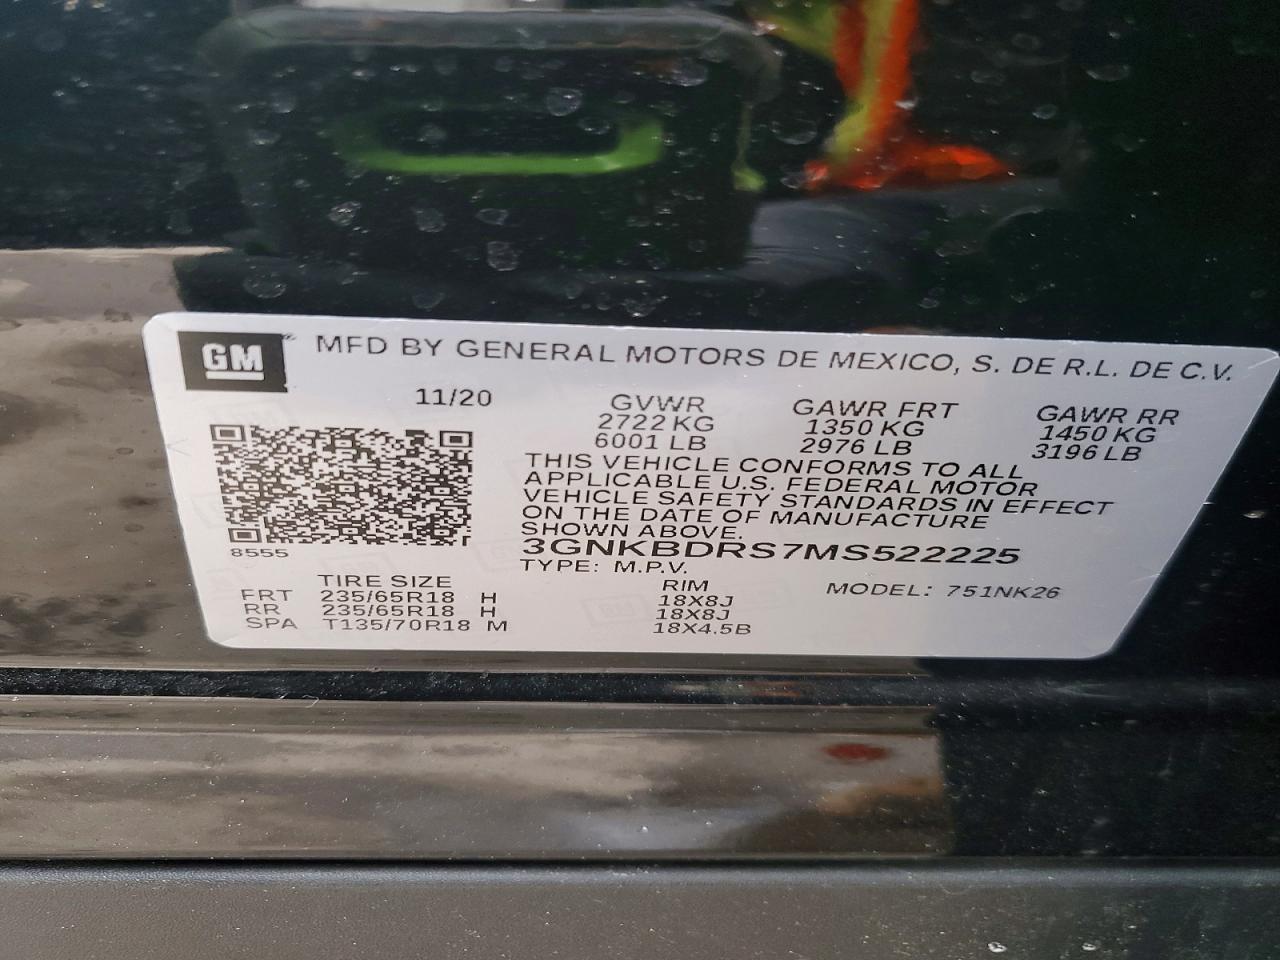 GM MFD BY GENERAL MOTORS DE MEXICO, S. DE R.L. DE C.V.
11/20 GVWR GAWR FRT GAWR RR
2722 KG 1350 KG 1450 KG
6001 LB 2976 LB 3196 LB
THIS VEHICLE CONFORMS TO ALL
APPLICABLE U.S. FEDERAL MOTOR
VEHICLE SAFETY STANDARDS IN EFFECT
ON THE DATE OF MANUFACTURE
SHOWN ABOVE.
8555 3GNKBDRS7MS522225
TYPE: M.P.V.
TIRE SIZE RIM MODEL: 751NK26
FRT 235/65R18 H 18X8J
RR 235/65R18 H 18X8J
SPA T135/70R18 M 18X4.5B